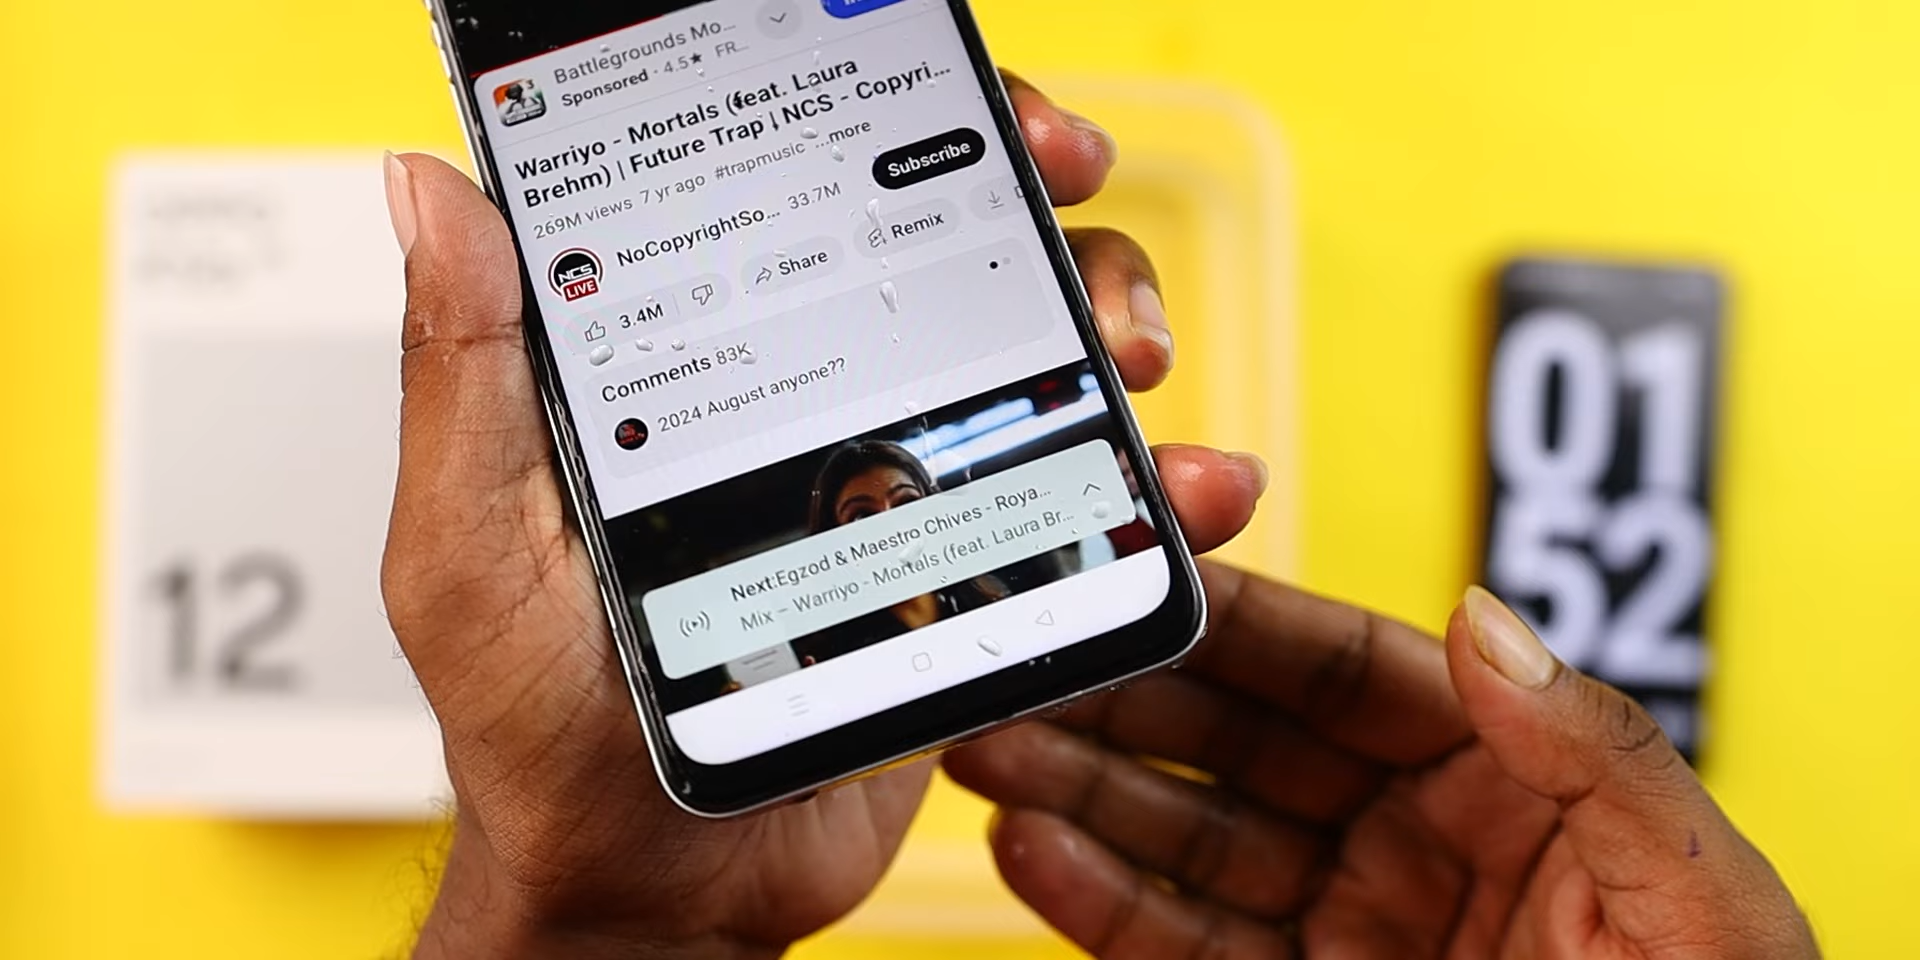 Battlegrounds Mo...
Sponsored · 4.5★ FR...
Warriyo - Mortals (feat. Laura
Brehm) | Future Trap | NCS - Copyri...
269M views 7 yr ago #trapmusic ...more
NCS
LIVE
NoCopyrightSo... 33.7M
Subscribe
3.4M
Share
Remix
Comments 83K
2024 August anyone??
Next:Egzod & Maestro Chives - Roya...
Mix – Warriyo - Mortals (feat. Laura Br...
12
01
52